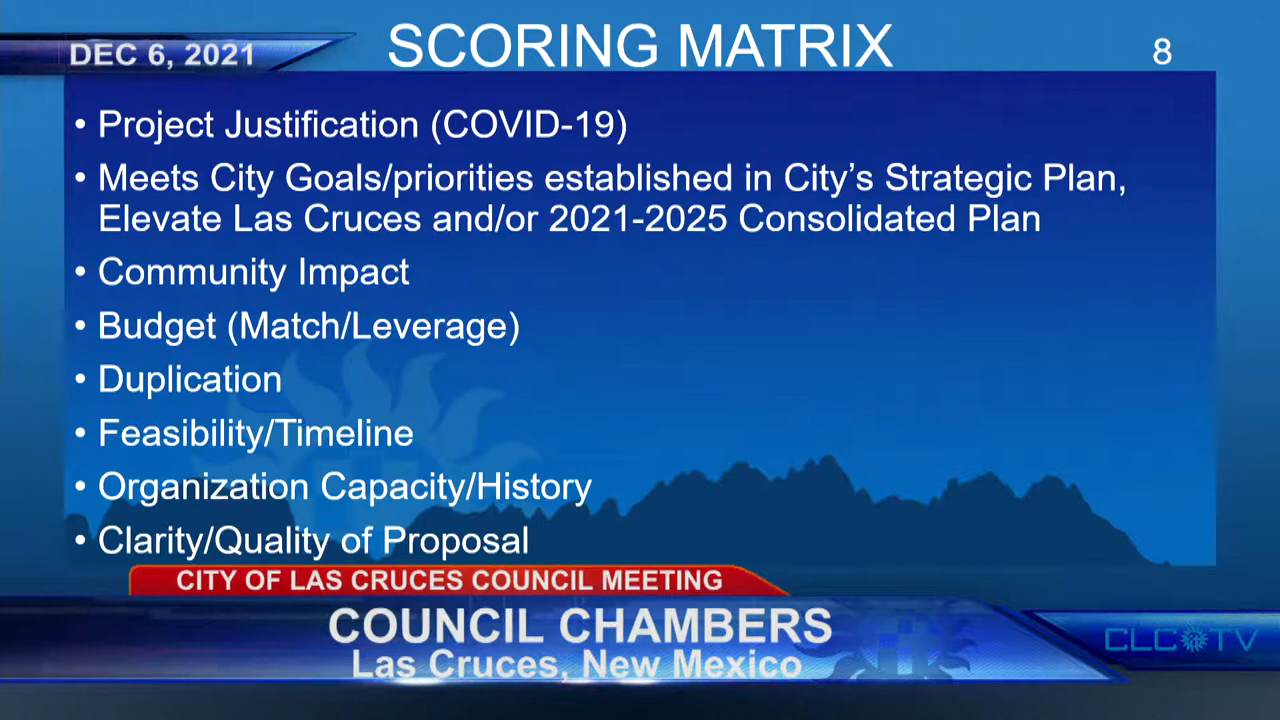 DEC 6, 2021
SCORING MATRIX
8
• Project Justification (COVID-19)
• Meets City Goals/priorities established in City’s Strategic Plan,
Elevate Las Cruces and/or 2021-2025 Consolidated Plan
• Community Impact
• Budget (Match/Leverage)
• Duplication
• Feasibility/Timeline
• Organization Capacity/History
• Clarity/Quality of Proposal
CITY OF LAS CRUCES COUNCIL MEETING
COUNCIL CHAMBERS
Las Cruces, New Mexico
CLC TV